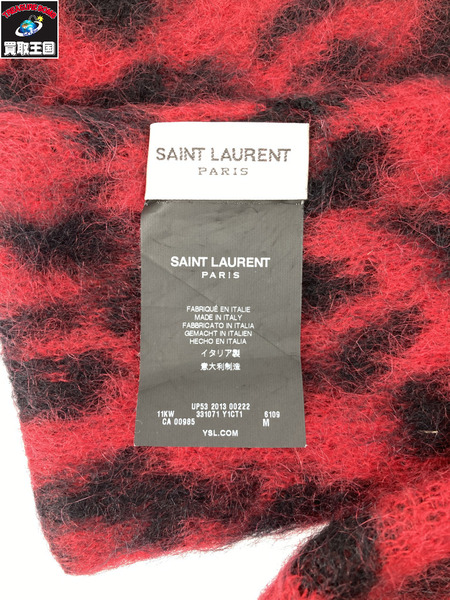 買取王国
SAINT LAURENT
PARIS
SAINT LAURENT
PARIS
FABRIQUÉ EN ITALIE
MADE IN ITALY
FABBRICATO IN ITALIA
GEMACHT IN ITALIEN
HECHO EN ITALIA
イタリア製
意大利制造
UP53 2013 00222
11KW 331071 Y1CT1 6109
CA 00985 M
YSL.COM